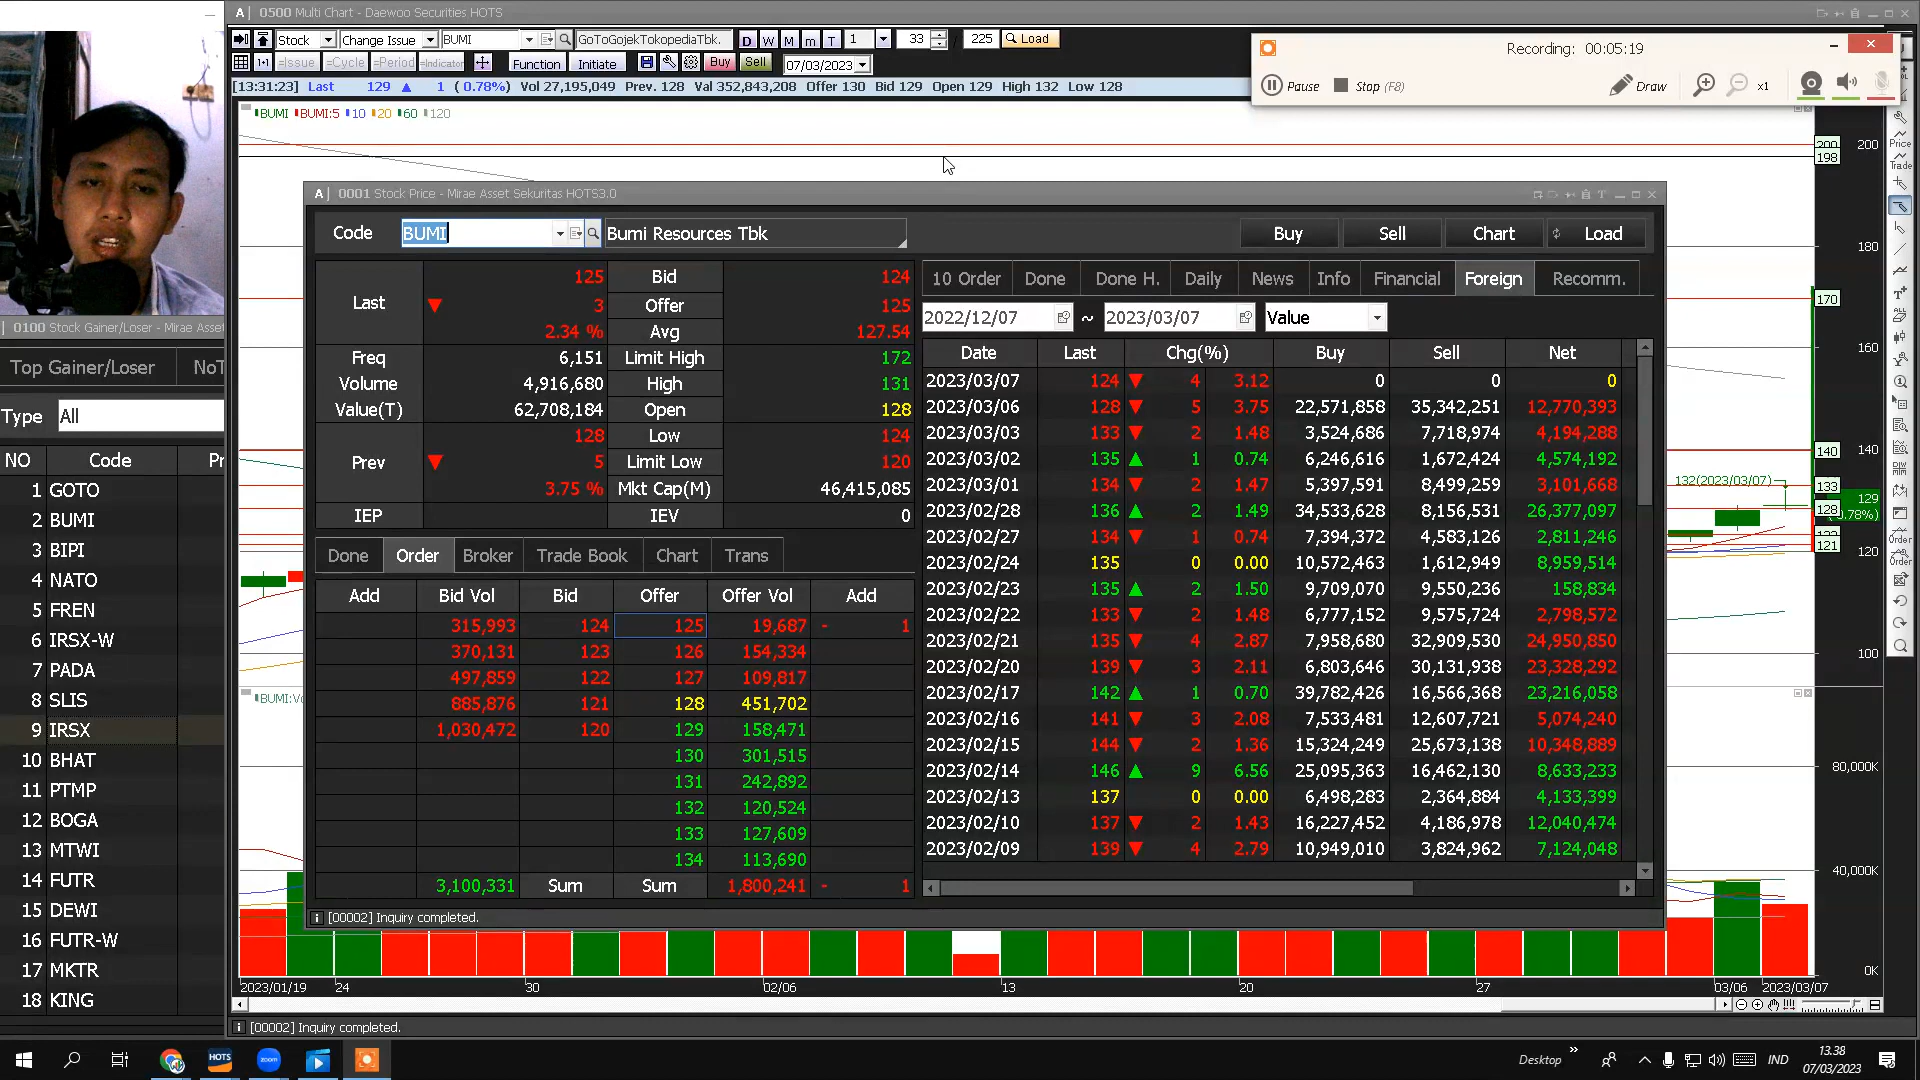 A| 0500 Multi Chart - Daewoo Securities HOTS
Stock Change Issue BUMI GoToGojekTokopediaTbk. D W M m T 1 33 / 225 Load
=Issue =Cycle =Period =Indicator Function Initiate Buy Sell 07/03/2023
[13:31:23] Last 129 ▲ 1 ( 0.78%) Vol 27,195,049 Prev. 128 Val 352,843,208 Offer 130 Bid 129 Open 129 High 132 Low 128
Recording: 00:05:19
Pause Stop (F8) Draw x1
BUMI BUMI:5 10 20 60 120
200
198
200
180
170
160
140
140
133
129
128
0.78%)
121
120
100
80,000K
40,000K
0K
132(2023/03/07)
Price
Trade
Order
Order
A| 0001 Stock Price - Mirae Asset Sekuritas HOTS3.0
Code BUMI Bumi Resources Tbk Buy Sell Chart Load
Last 125 Bid 124
▼ 3 Offer 125
2.34 % Avg 127.54
Freq 6,151 Limit High 172
Volume 4,916,680 High 131
Value(T) 62,708,184 Open 128
128 Low 124
Prev ▼ 5 Limit Low 120
3.75 % Mkt Cap(M) 46,415,085
IEP IEV 0
Done Order Broker Trade Book Chart Trans
Add Bid Vol Bid Offer Offer Vol Add
315,993 124 125 19,687 - 1
370,131 123 126 154,334
497,859 122 127 109,817
885,876 121 128 451,702
1,030,472 120 129 158,471
130 301,515
131 242,892
132 120,524
133 127,609
134 113,690
3,100,331 Sum Sum 1,800,241 - 1
[00002] Inquiry completed.
10 Order Done Done H. Daily News Info Financial Foreign Recomm.
2022/12/07 ~ 2023/03/07 Value
Date Last Chg(%) Buy Sell Net
2023/03/07 124 ▼ 4 3.12 0 0 0
2023/03/06 128 ▼ 5 3.75 22,571,858 35,342,251 12,770,393
2023/03/03 133 ▼ 2 1.48 3,524,686 7,718,974 4,194,288
2023/03/02 135 ▲ 1 0.74 6,246,616 1,672,424 4,574,192
2023/03/01 134 ▼ 2 1.47 5,397,591 8,499,259 3,101,668
2023/02/28 136 ▲ 2 1.49 34,533,628 8,156,531 26,377,097
2023/02/27 134 ▼ 1 0.74 7,394,372 4,583,126 2,811,246
2023/02/24 135 0 0.00 10,572,463 1,612,949 8,959,514
2023/02/23 135 ▲ 2 1.50 9,709,070 9,550,236 158,834
2023/02/22 133 ▼ 2 1.48 6,777,152 9,575,724 2,798,572
2023/02/21 135 ▼ 4 2.87 7,958,680 32,909,530 24,950,850
2023/02/20 139 ▼ 3 2.11 6,803,646 30,131,938 23,328,292
2023/02/17 142 ▲ 1 0.70 39,782,426 16,566,368 23,216,058
2023/02/16 141 ▼ 3 2.08 7,533,481 12,607,721 5,074,240
2023/02/15 144 ▼ 2 1.36 15,324,249 25,673,138 10,348,889
2023/02/14 146 ▲ 9 6.56 25,095,363 16,462,130 8,633,233
2023/02/13 137 0 0.00 6,498,283 2,364,884 4,133,399
2023/02/10 137 ▼ 2 1.43 16,227,452 4,186,978 12,040,474
2023/02/09 139 ▼ 4 2.79 10,949,010 3,824,962 7,124,048
0100 Stock Gainer/Loser - Mirae Asset
Top Gainer/Loser NoT
Type All
NO Code Pr
1 GOTO
2 BUMI
3 BIPI
4 NATO
5 FREN
6 IRSX-W
7 PADA
8 SLIS
9 IRSX
10 BHAT
11 PTMP
12 BOGA
13 MTWI
14 FUTR
15 DEWI
16 FUTR-W
17 MKTR
18 KING
BUMI:Vo
2023/01/19 24 30 02/06 13 20 27 03/06 2023/03/07
[00002] Inquiry completed.
HOTS zoom Desktop IND 13.38
07/03/2023